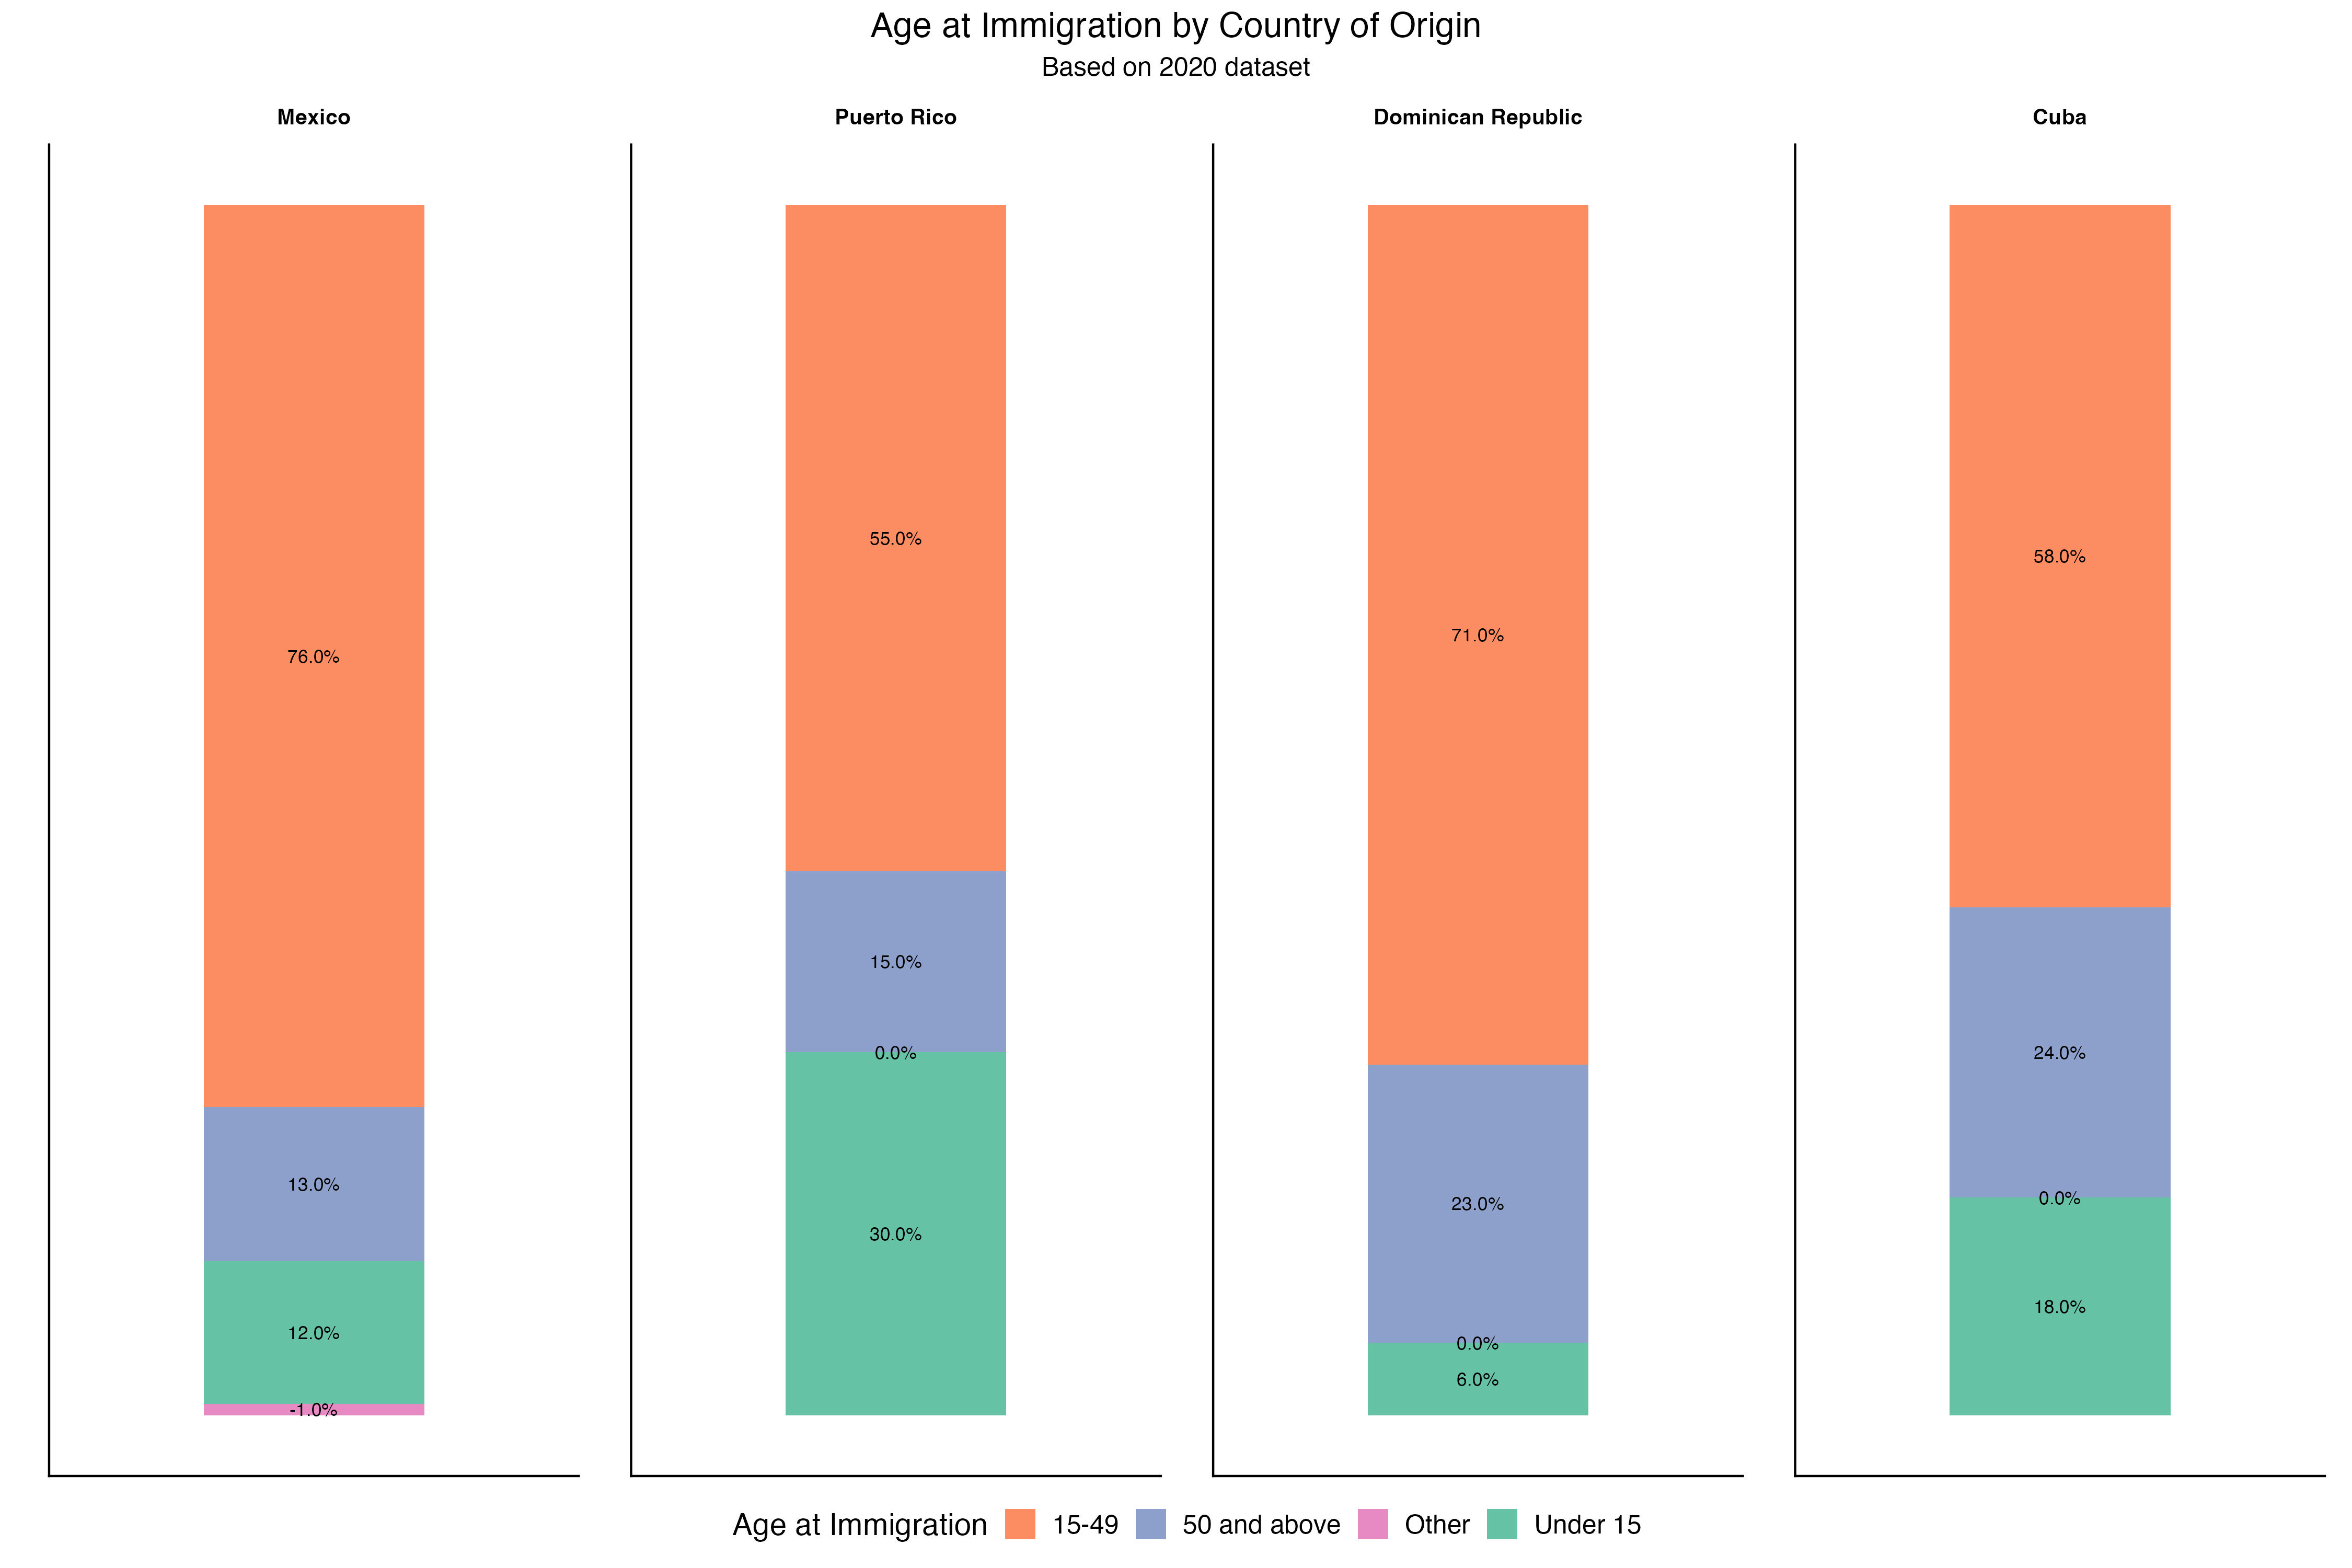 Age at Immigration by Country of Origin
Based on 2020 dataset
Mexico
Puerto Rico
Dominican Republic
Cuba
76.0%
13.0%
12.0%
-1.0%
55.0%
15.0%
0.0%
30.0%
71.0%
23.0%
0.0%
6.0%
58.0%
24.0%
0.0%
18.0%
Age at Immigration 15-49 50 and above Other Under 15